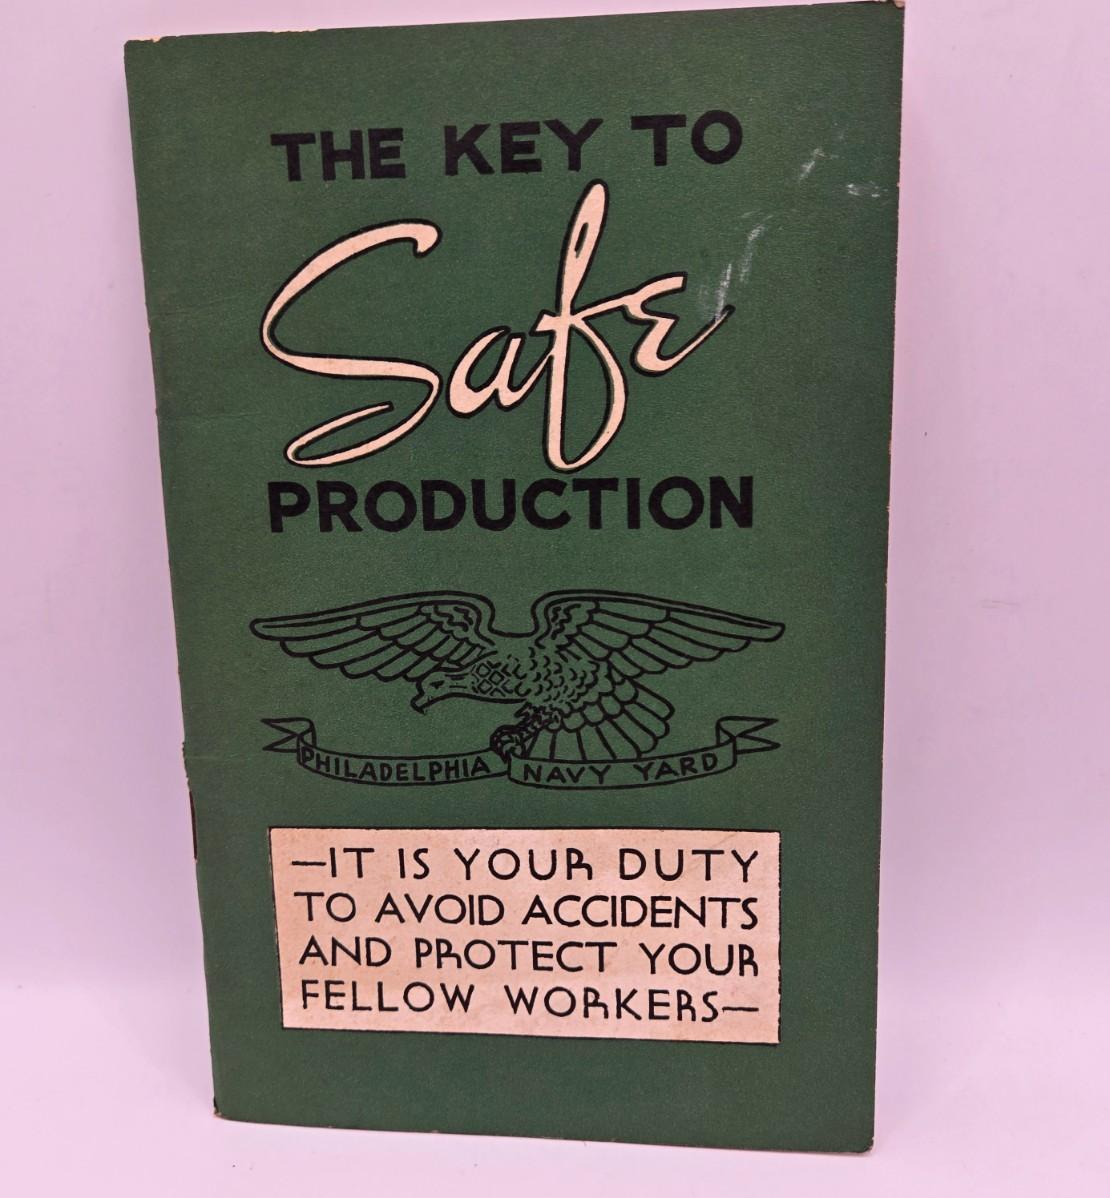 THE KEY TO
Safe
PRODUCTION
PHILADELPHIA NAVY YARD
—IT IS YOUR DUTY
TO AVOID ACCIDENTS
AND PROTECT YOUR
FELLOW WORKERS—